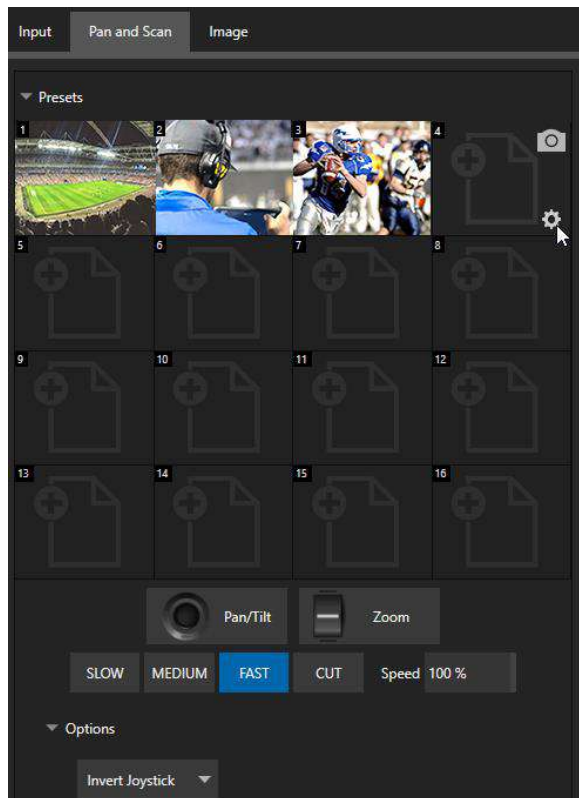 Input Pan and Scan Image
Presets
1 2 3 4
5 6 7 8
9 10 11 12
13 14 15 16
Pan/Tilt Zoom
SLOW MEDIUM FAST CUT Speed 100 %
Options
Invert Joystick